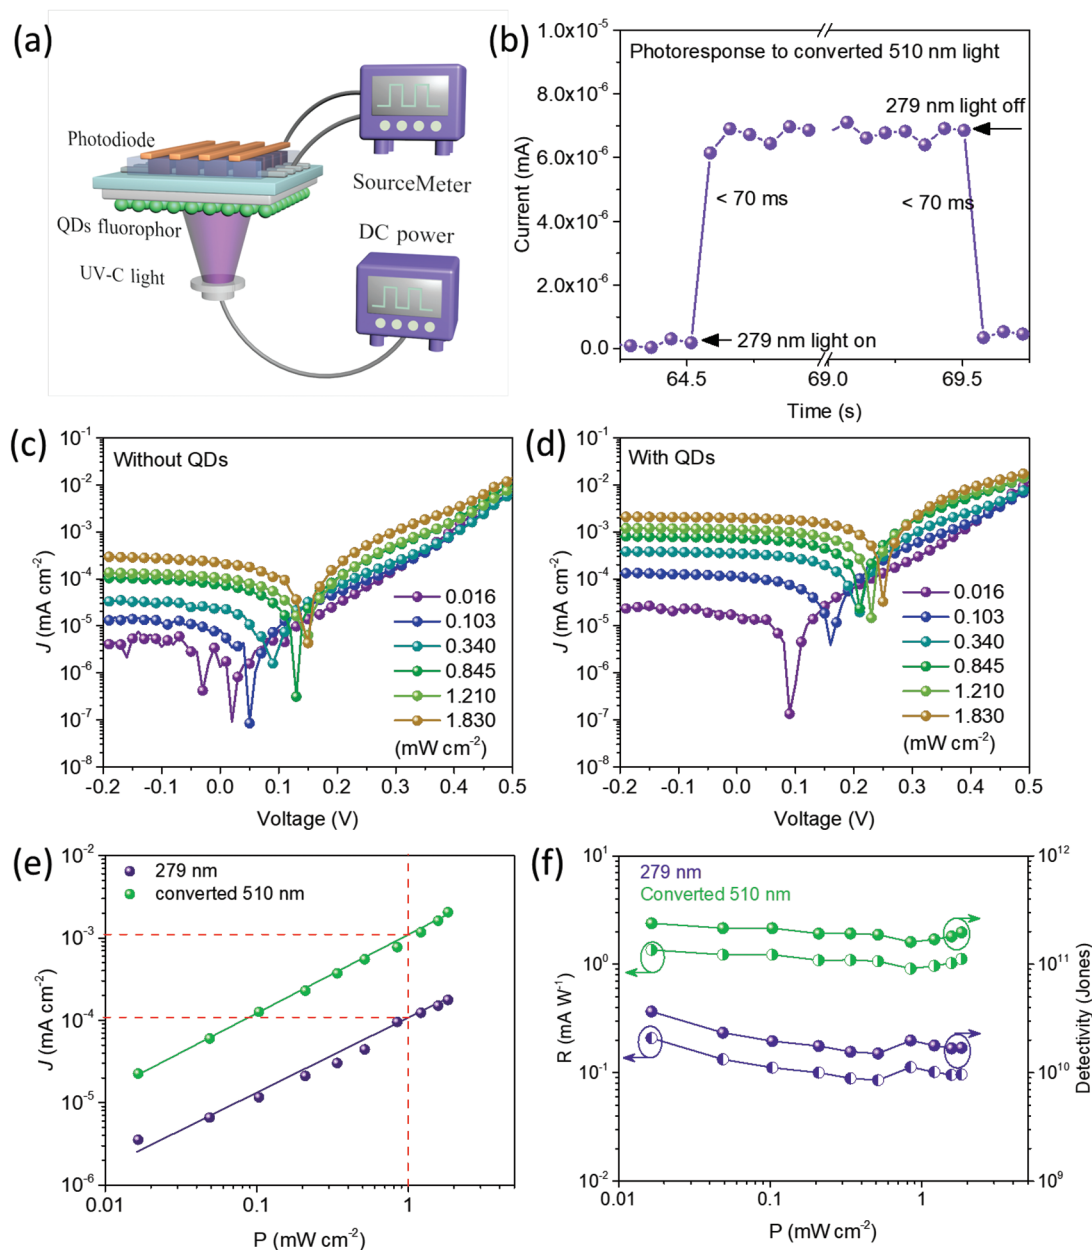 (a)
Photodiode
QDs fluorophor
UV-C light
SourceMeter
DC power
(b)
Photoresponse to converted 510 nm light
279 nm light off
< 70 ms
< 70 ms
279 nm light on
1.0x10⁻⁵
8.0x10⁻⁶
6.0x10⁻⁶
4.0x10⁻⁶
2.0x10⁻⁶
0.0
Current (mA)
64.5 69.0 69.5
Time (s)
(c)
Without QDs
10⁻¹
10⁻²
10⁻³
10⁻⁴
10⁻⁵
10⁻⁶
10⁻⁷
10⁻⁸
J (mA cm⁻²)
0.016
0.103
0.340
0.845
1.210
1.830
(mW cm⁻²)
-0.2 -0.1 0.0 0.1 0.2 0.3 0.4 0.5
Voltage (V)
(d)
With QDs
10⁻¹
10⁻²
10⁻³
10⁻⁴
10⁻⁵
10⁻⁶
10⁻⁷
10⁻⁸
J (mA cm⁻²)
0.016
0.103
0.340
0.845
1.210
1.830
(mW cm⁻²)
-0.2 -0.1 0.0 0.1 0.2 0.3 0.4 0.5
Voltage (V)
(e)
279 nm
converted 510 nm
10⁻²
10⁻³
10⁻⁴
10⁻⁵
10⁻⁶
J (mA cm⁻²)
0.01 0.1 1
P (mW cm⁻²)
(f)
279 nm
Converted 510 nm
10¹
10⁰
10⁻¹
10⁻²
R (mA W⁻¹)
10¹²
10¹¹
10¹⁰
10⁹
Detectivity (Jones)
0.01 0.1 1
P (mW cm⁻²)